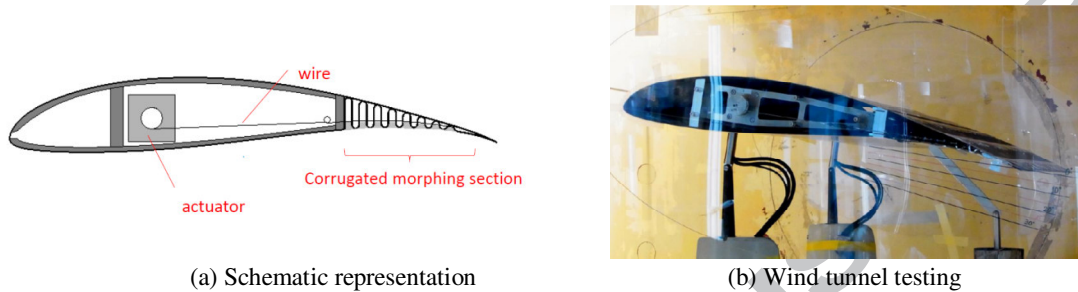 wire
Corrugated morphing section
actuator
(a) Schematic representation
(b) Wind tunnel testing